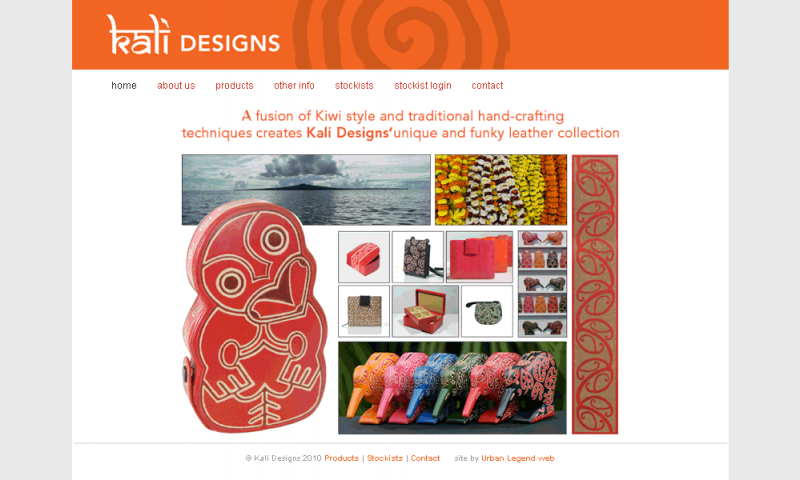 kali DESIGNS
home about us products other info stockists stockist login contact
A fusion of Kiwi style and traditional hand-crafting
techniques creates Kali Designs' unique and funky leather collection
© Kali Designs 2010 Products | Stockists | Contact site by Urban Legend web